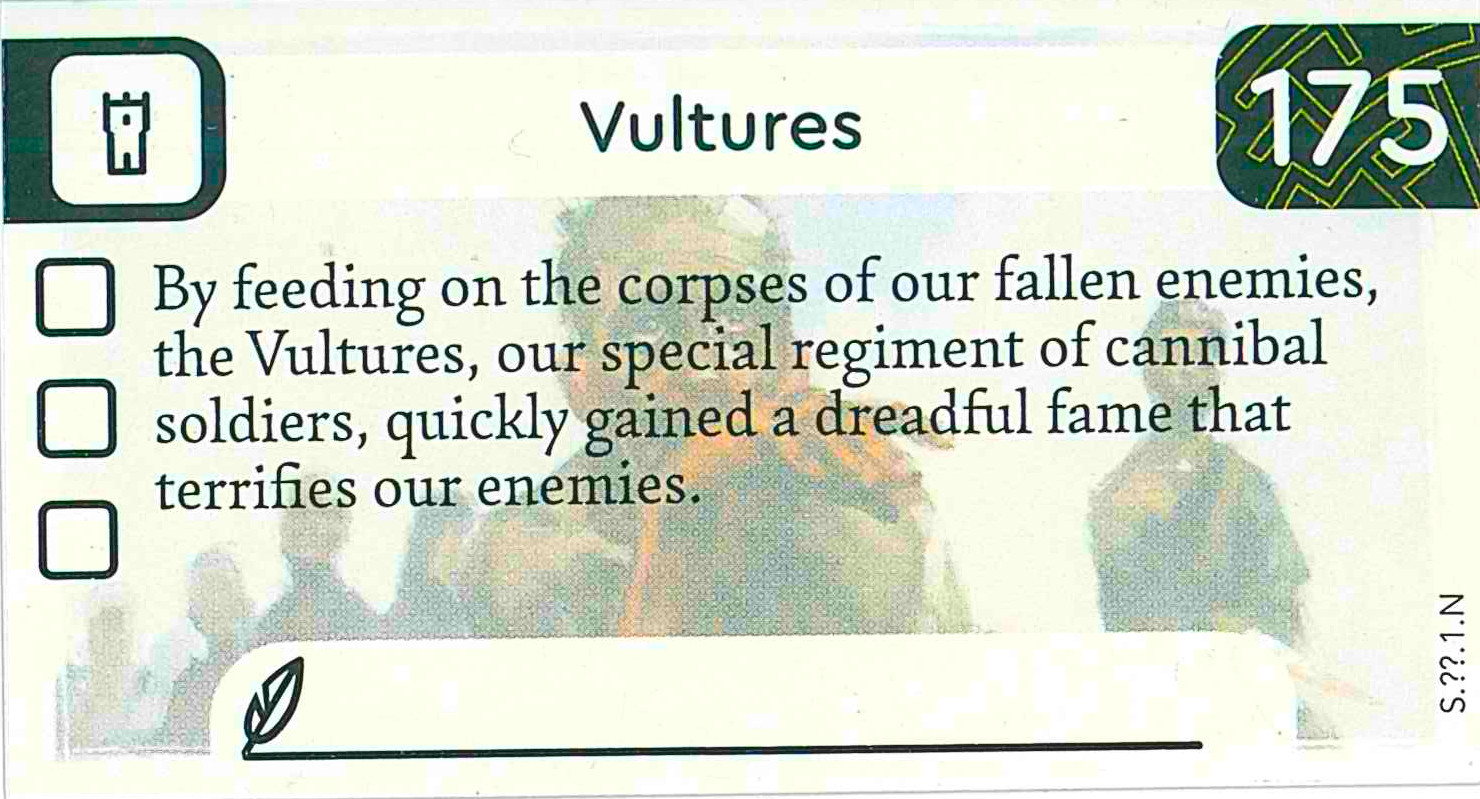 Vultures
175
By feeding on the corpses of our fallen enemies,
the Vultures, our special regiment of cannibal
soldiers, quickly gained a dreadful fame that
terrifies our enemies.
S.??.1.N